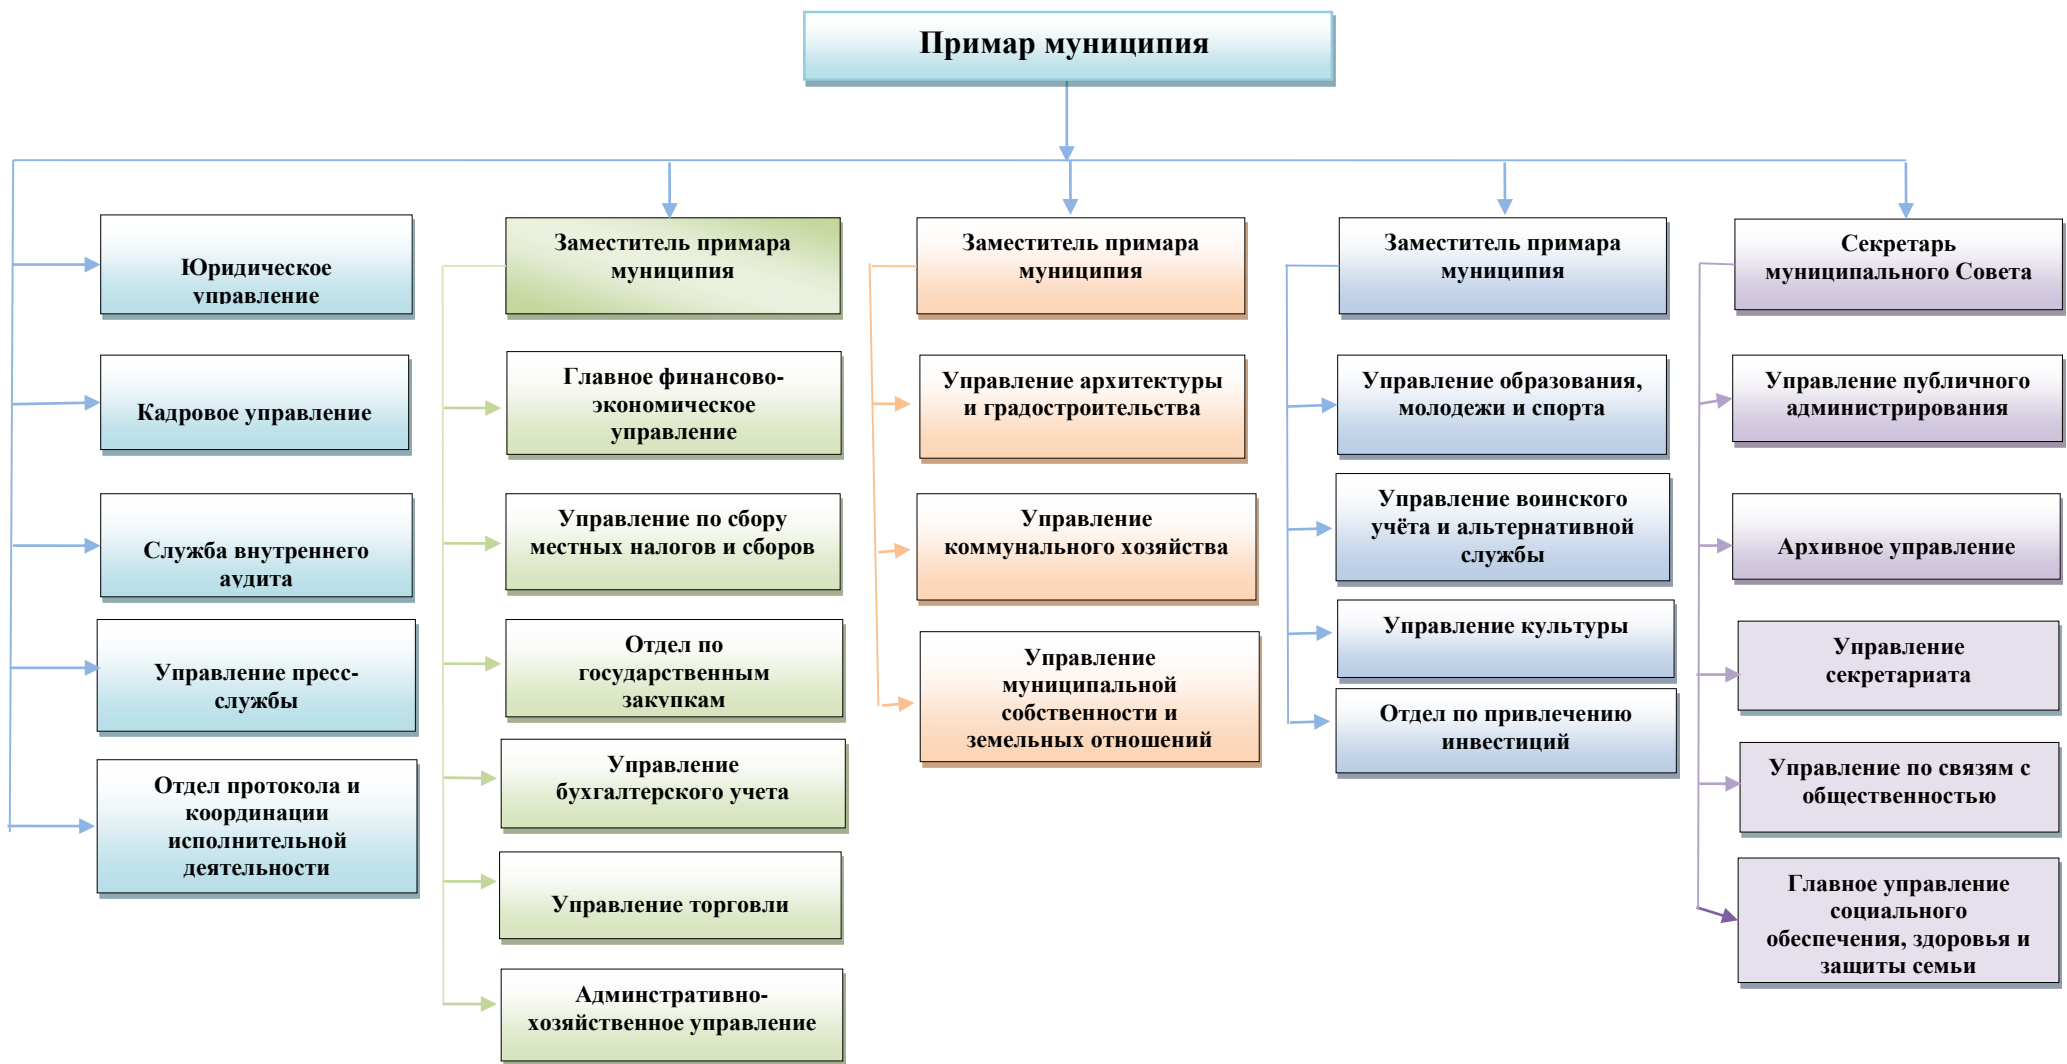 Примар муниципия
Юридическое
управление
Кадровое управление
Служба внутреннего
аудита
Управление пресс-
службы
Отдел протокола и
координации
исполнительной
деятельности
Заместитель примара
муниципия
Главное финансово-
экономическое
управление
Управление по сбору
местных налогов и сборов
Отдел по
государственным
закупкам
Управление
бухгалтерского учета
Управление торговли
Админстративно-
хозяйственное управление
Заместитель примара
муниципия
Управление архитектуры
и градостроительства
Управление
коммунального хозяйства
Управление
муниципальной
собственности и
земельных отношений
Заместитель примара
муниципия
Управление образования,
молодежи и спорта
Управление воинского
учёта и альтернативной
службы
Управление культуры
Отдел по привлечению
инвестиций
Секретарь
муниципального Совета
Управление публичного
администрирования
Архивное управление
Управление
секретариата
Управление по связям с
общественностью
Главное управление
социального
обеспечения, здоровья и
защиты семьи